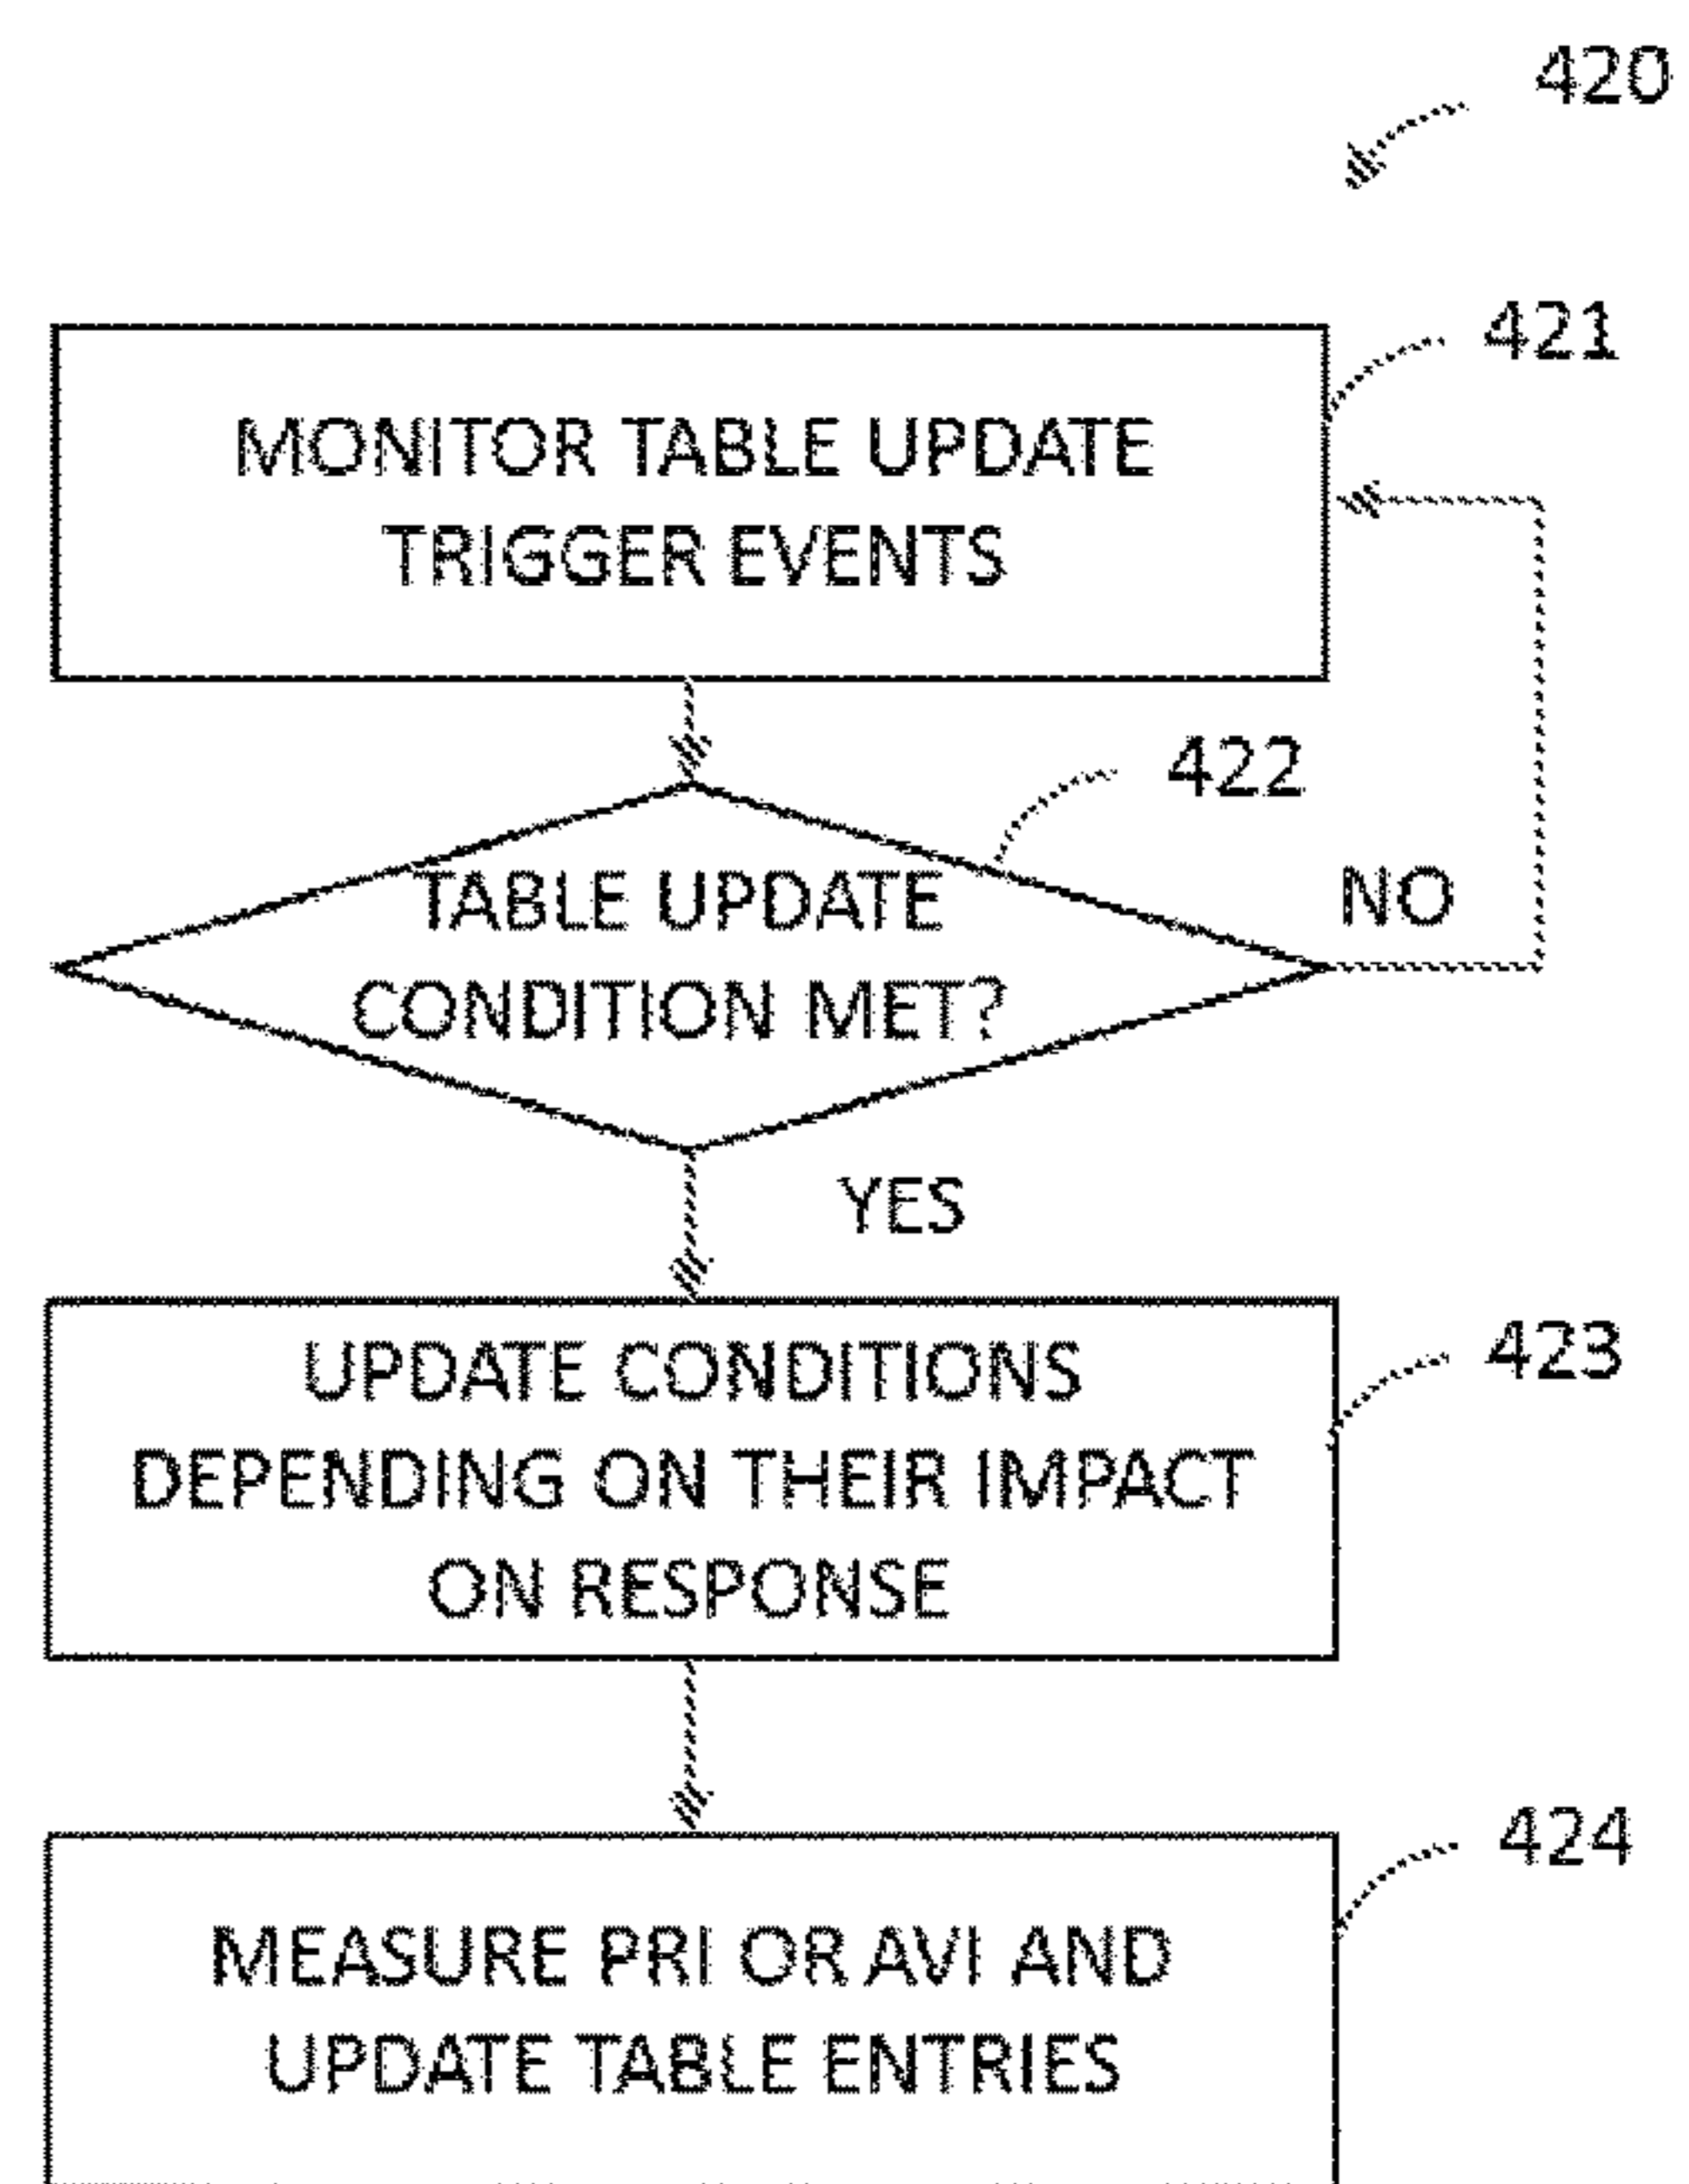 420
421
MONITOR TABLE UPDATE
TRIGGER EVENTS
422
TABLE UPDATE
CONDITION MET?
NO
YES
423
UPDATE CONDITIONS
DEPENDING ON THEIR IMPACT
ON RESPONSE
424
MEASURE PRI OR AVI AND
UPDATE TABLE ENTRIES